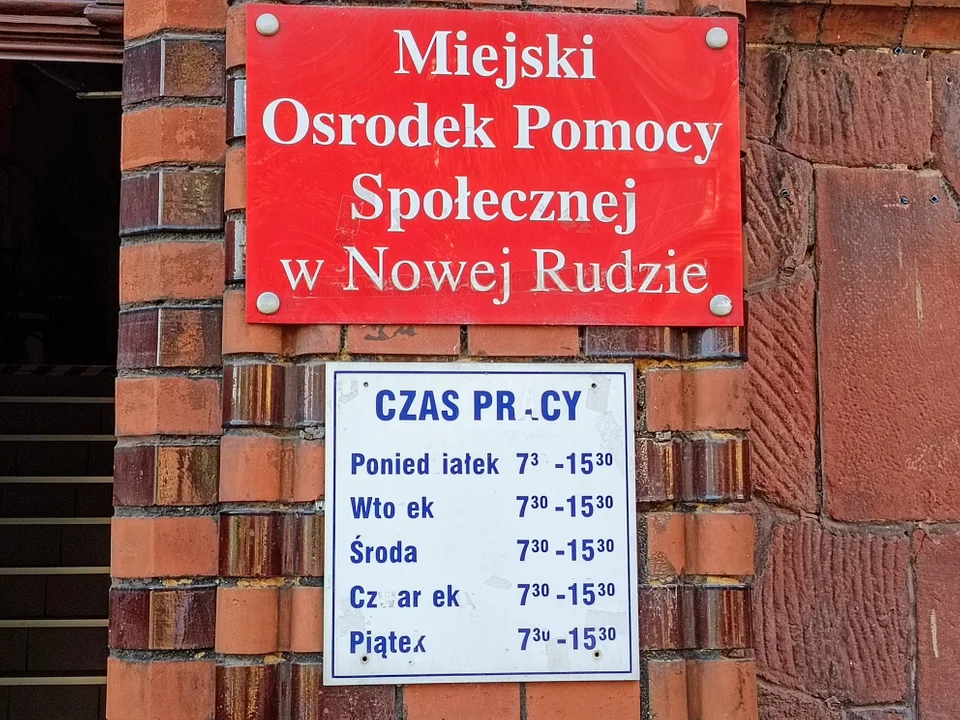 Miejski
Osrodek Pomocy
Społecznej
w Nowej Rudzie
CZAS PR CY
Ponied iałek 7³ -15³⁰
Wto ek 7³⁰-15³⁰
Środa 7³⁰-15³⁰
Cz ar ek 7³⁰-15³⁰
Piątek 7³⁰-15³⁰